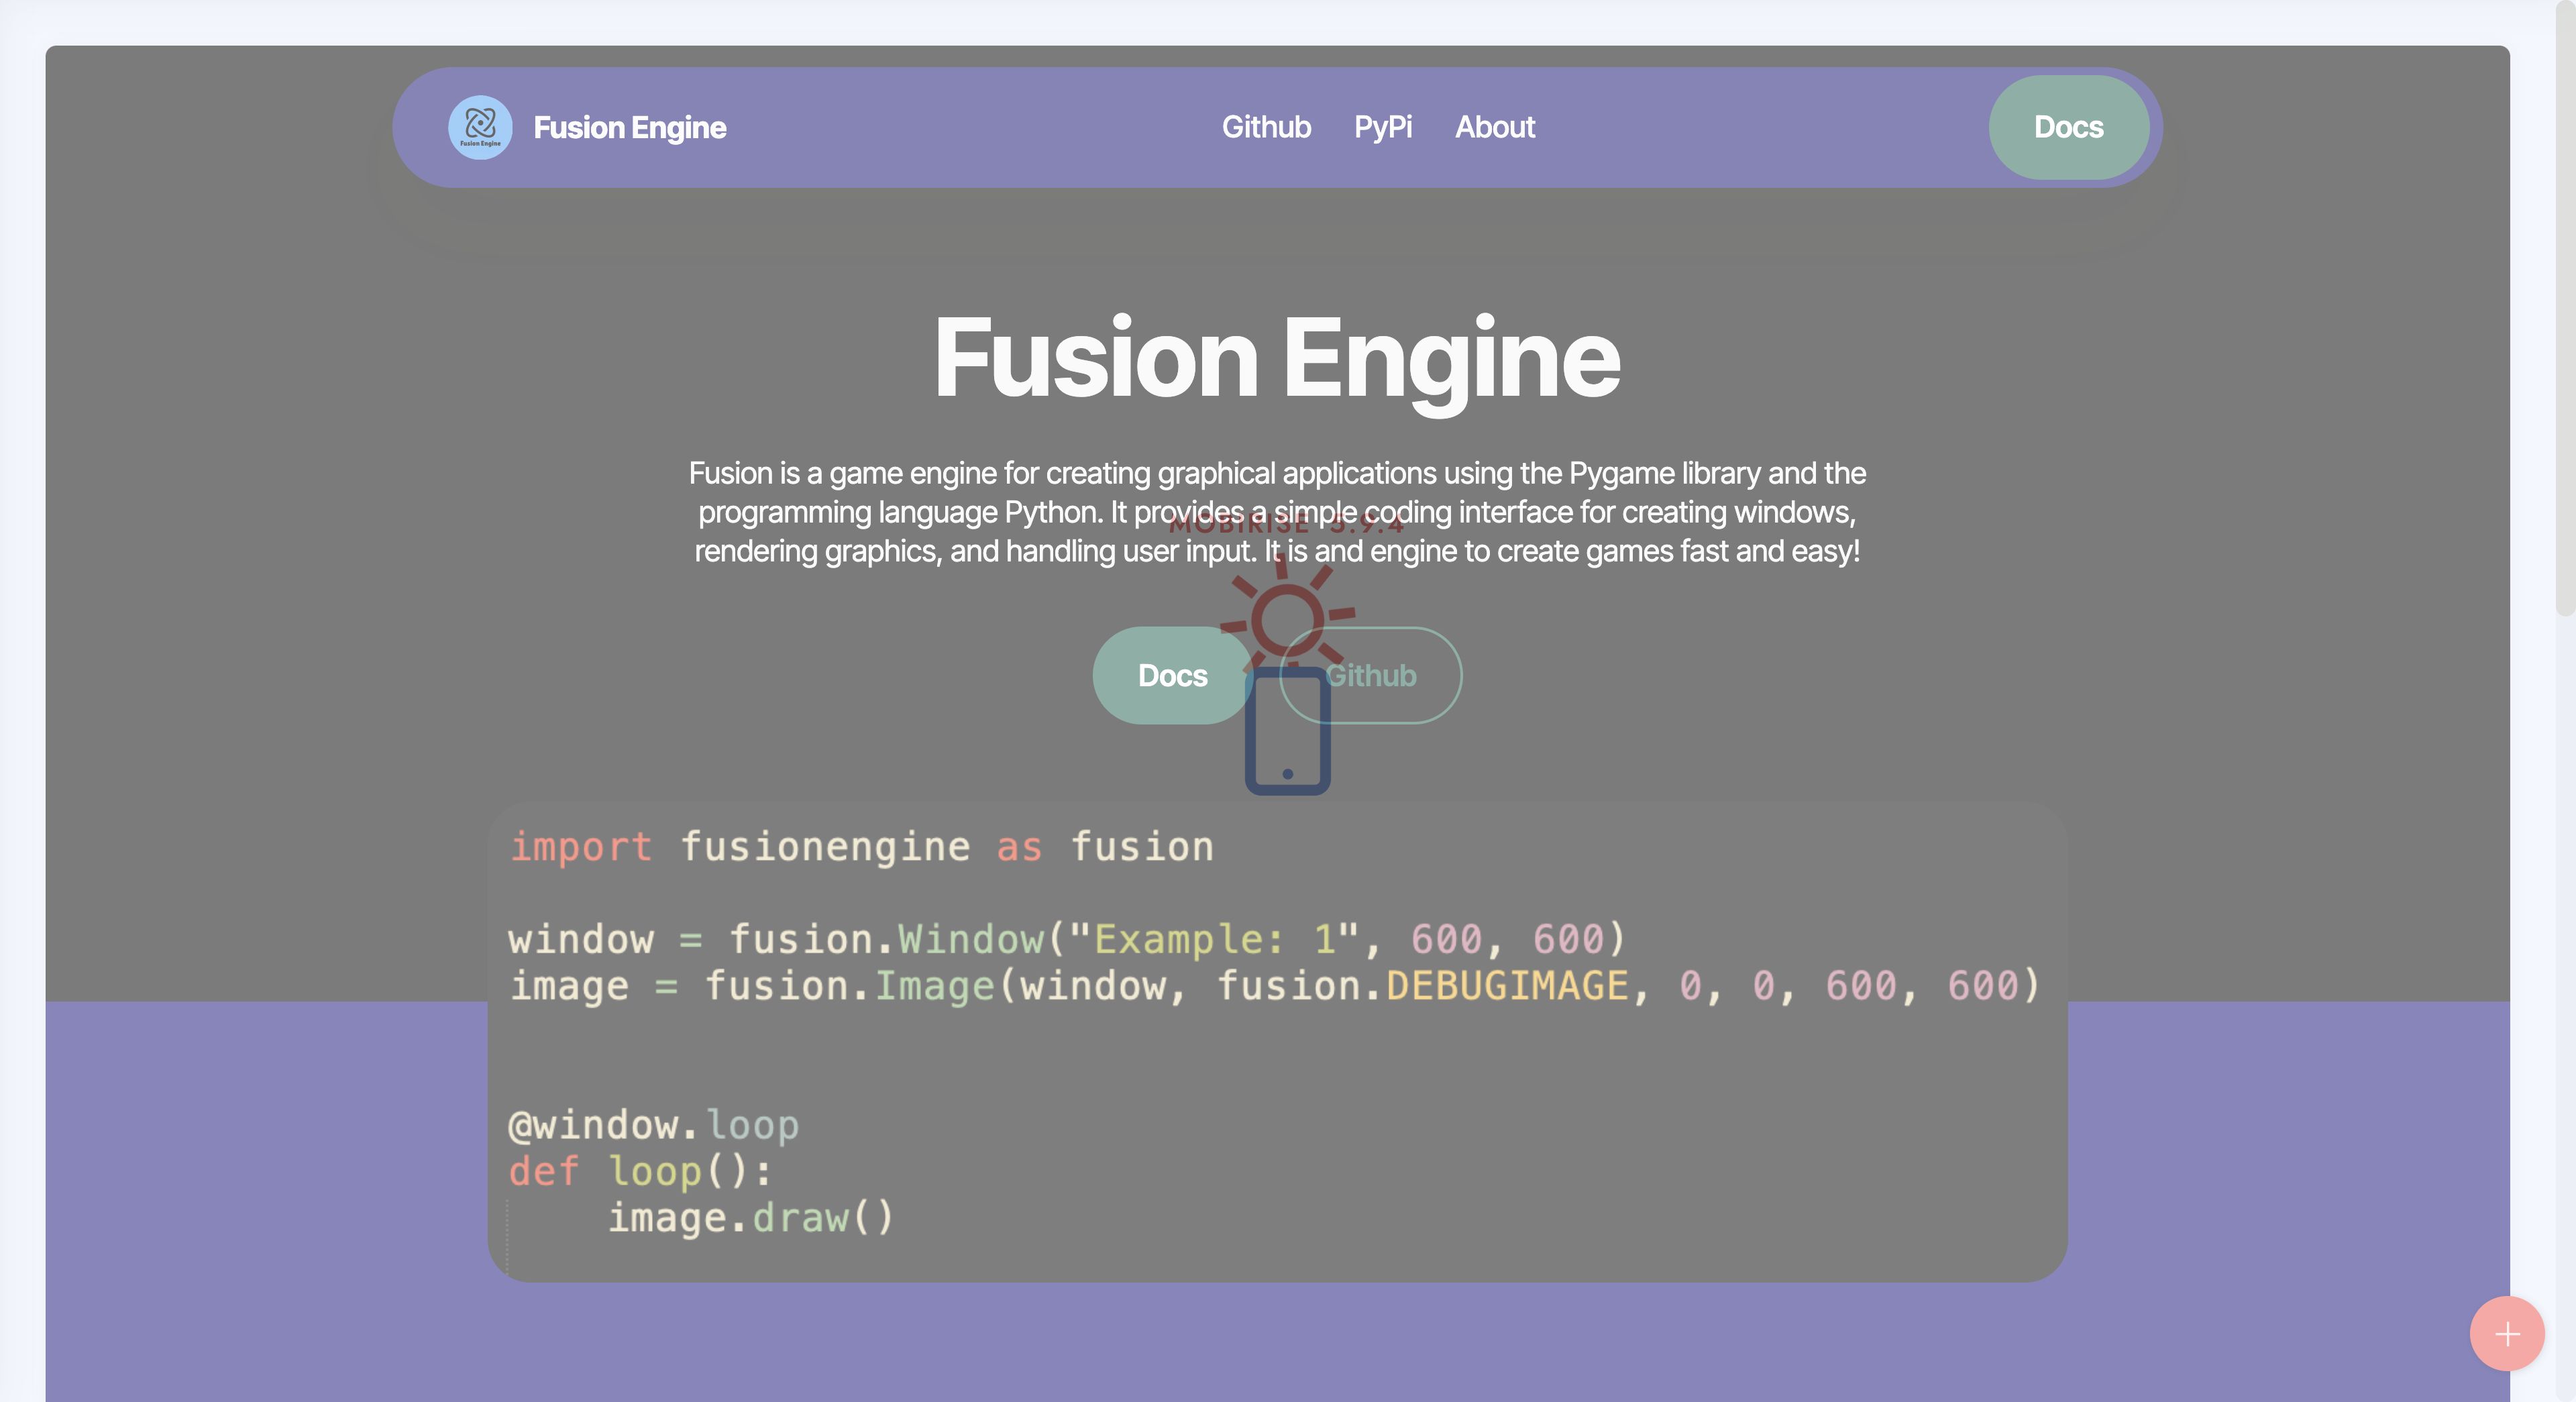 Fusion Engine
Fusion Engine
Github
PyPi
About
Docs
Fusion Engine
Fusion is a game engine for creating graphical applications using the Pygame library and the
programming language Python. It provides a simple coding interface for creating windows,
MOBIRISE 5.9.4
rendering graphics, and handling user input. It is and engine to create games fast and easy!
Docs
Github
import fusionengine as fusion
window = fusion.Window("Example: 1", 600, 600)
image = fusion.Image(window, fusion.DEBUGIMAGE, 0, 0, 600, 600)
@window.loop
def loop():
    image.draw()